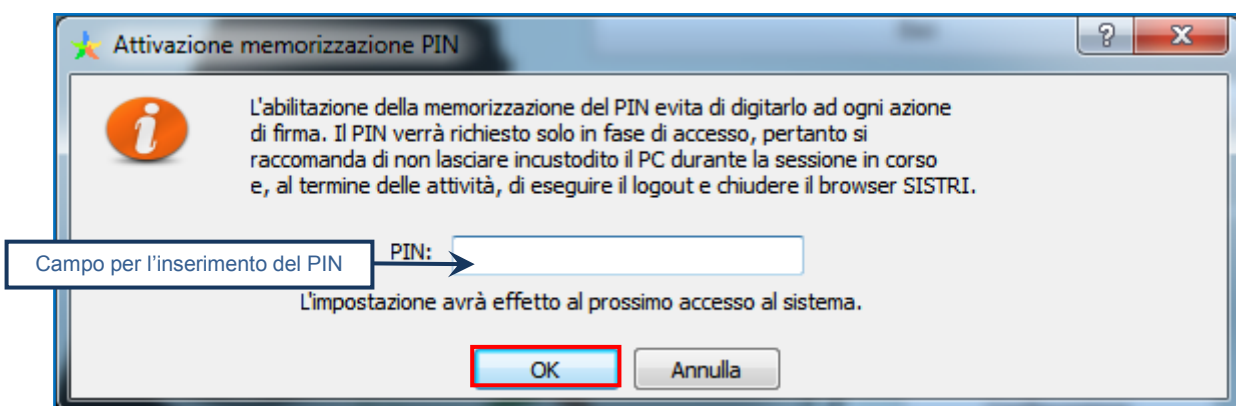 Attivazione memorizzazione PIN
L'abilitazione della memorizzazione del PIN evita di digitarlo ad ogni azione
di firma. Il PIN verrà richiesto solo in fase di accesso, pertanto si
raccomanda di non lasciare incustodito il PC durante la sessione in corso
e, al termine delle attività, di eseguire il logout e chiudere il browser SISTRI.
Campo per l’inserimento del PIN
PIN:
L'impostazione avrà effetto al prossimo accesso al sistema.
OK
Annulla